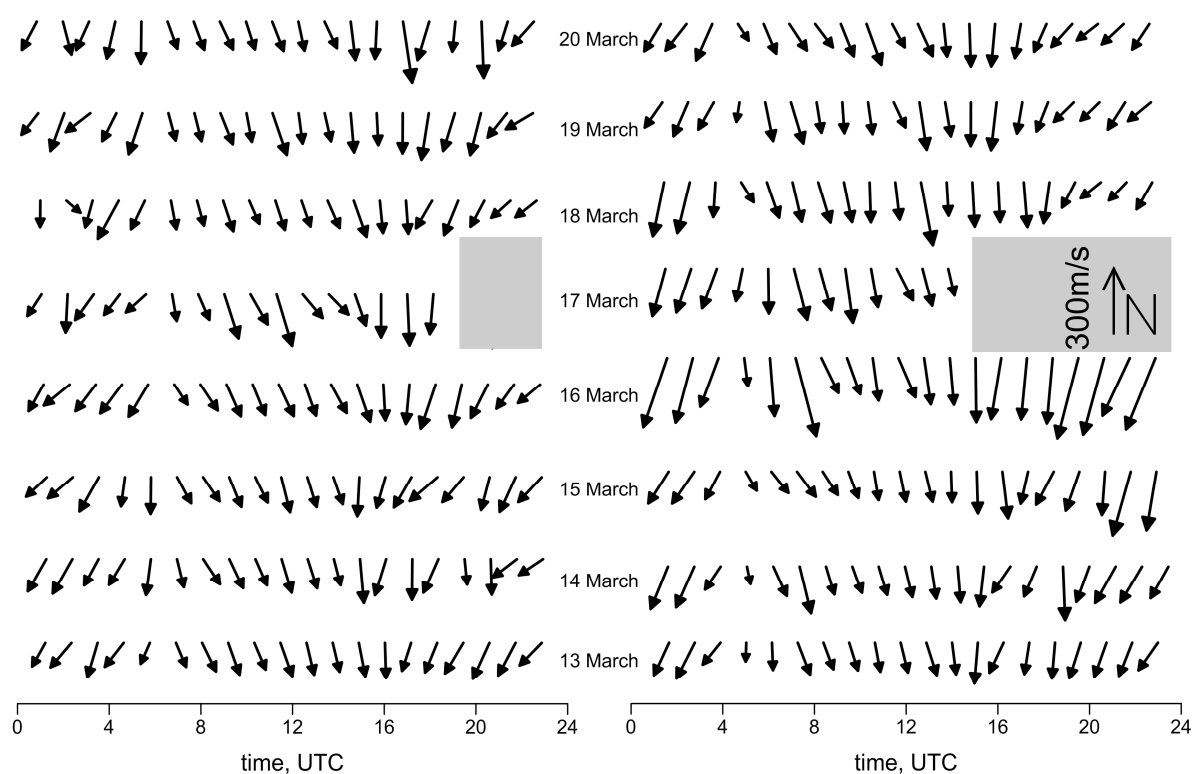 20 March
19 March
18 March
17 March
300m/s
N
16 March
15 March
14 March
13 March
0 4 8 12 16 20 24
0 4 8 12 16 20 24
time, UTC
time, UTC